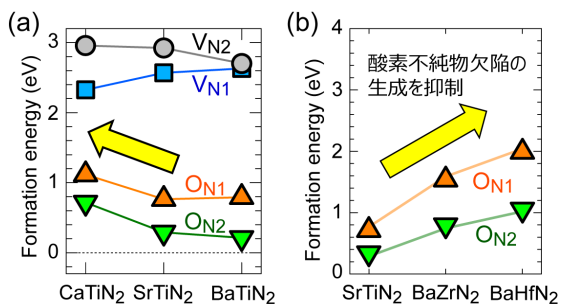 (a)
Formation energy (eV)
3
2
1
0
V_N2
V_N1
O_N1
O_N2
CaTiN₂ SrTiN₂ BaTiN₂
(b)
Formation energy (eV)
4
3
2
1
0
酸素不純物欠陥の
生成を抑制
O_N1
O_N2
SrTiN₂ BaZrN₂ BaHfN₂